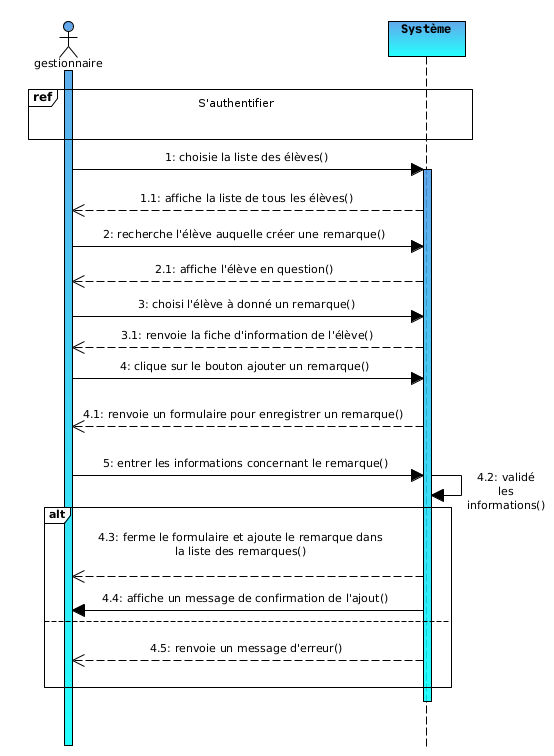 Système
gestionnaire
ref
S'authentifier
1: choisie la liste des élèves()
1.1: affiche la liste de tous les élèves()
2: recherche l'élève auquelle créer une remarque()
2.1: affiche l'élève en question()
3: choisi l'élève à donné un remarque()
3.1: renvoie la fiche d'information de l'élève()
4: clique sur le bouton ajouter un remarque()
4.1: renvoie un formulaire pour enregistrer un remarque()
5: entrer les informations concernant le remarque()
4.2: validé
les
informations()
alt
4.3: ferme le formulaire et ajoute le remarque dans
la liste des remarques()
4.4: affiche un message de confirmation de l'ajout()
4.5: renvoie un message d'erreur()